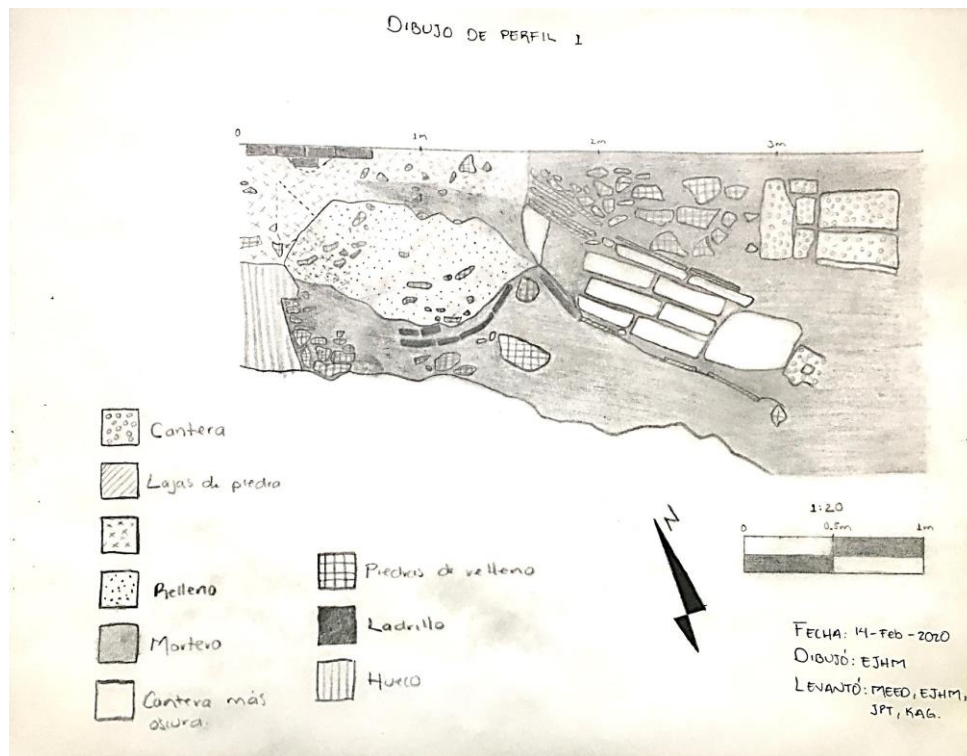 DIBUJO DE PERFIL 1
0 1m 2m 3m
Cantera
Lajas de piedra
Relleno
Mortero
Cantera más
oscura.
Piedras de relleno
Ladrillo
Hueco
N
1:20
0 0.5m 1m
FECHA: 14-Feb-2020
DIBUJÓ: EJHM
LEVANTÓ: MEED, EJHM,
JPT, KAG.